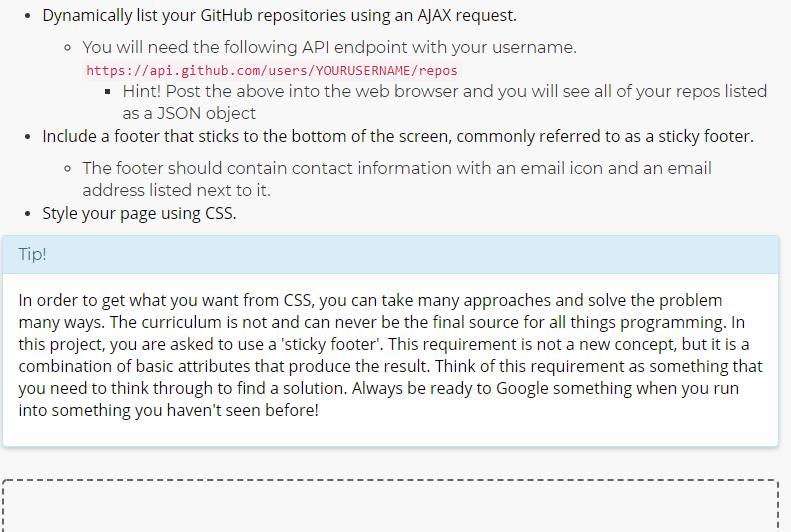 Dynamically list your GitHub repositories using an AJAX request.
You will need the following API endpoint with your username.
https://api.github.com/users/YOURUSERNAME/repos
Hint! Post the above into the web browser and you will see all of your repos listed
as a JSON object
Include a footer that sticks to the bottom of the screen, commonly referred to as a sticky footer.
The footer should contain contact information with an email icon and an email
address listed next to it.
Style your page using CSS.
Tip!
In order to get what you want from CSS, you can take many approaches and solve the problem
many ways. The curriculum is not and can never be the final source for all things programming. In
this project, you are asked to use a 'sticky footer'. This requirement is not a new concept, but it is a
combination of basic attributes that produce the result. Think of this requirement as something that
you need to think through to find a solution. Always be ready to Google something when you run
into something you haven't seen before!